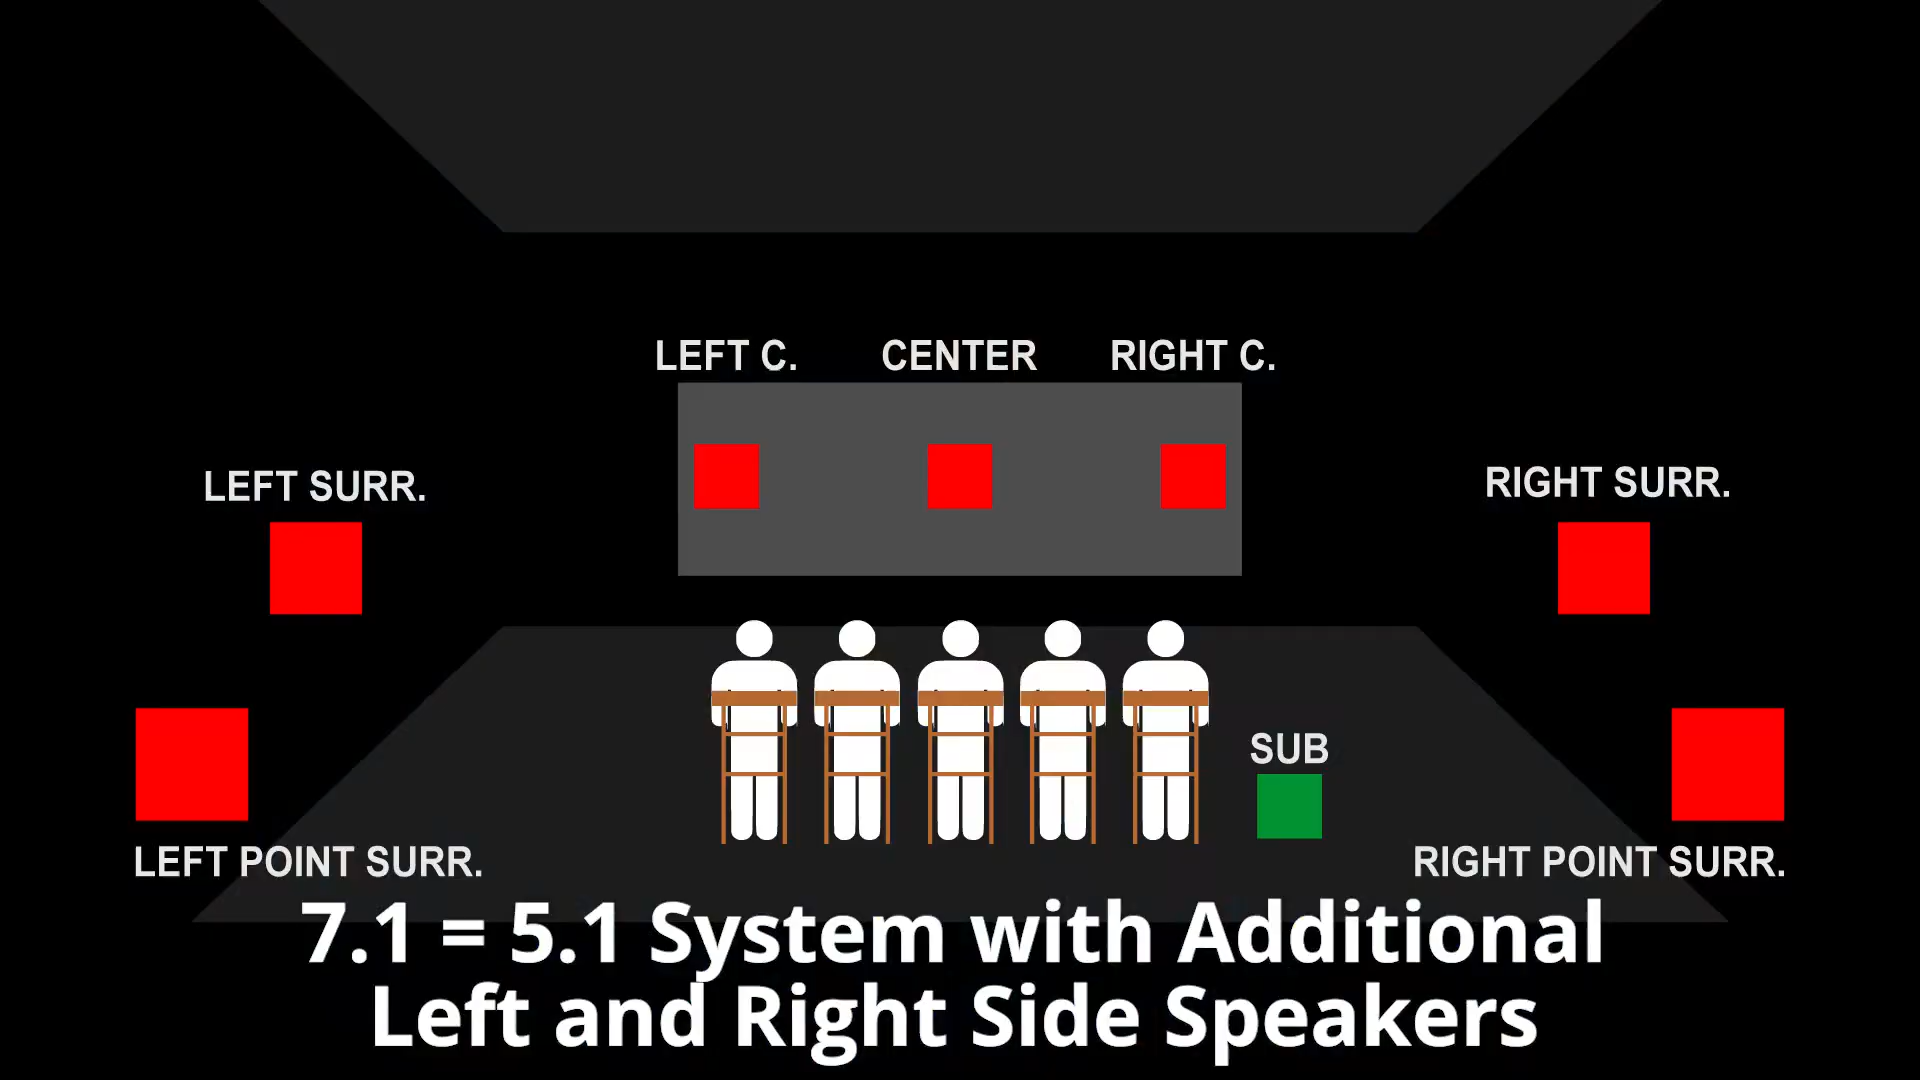 LEFT C. CENTER RIGHT C.
LEFT SURR. RIGHT SURR.
SUB
LEFT POINT SURR. RIGHT POINT SURR.
7.1 = 5.1 System with Additional
Left and Right Side Speakers